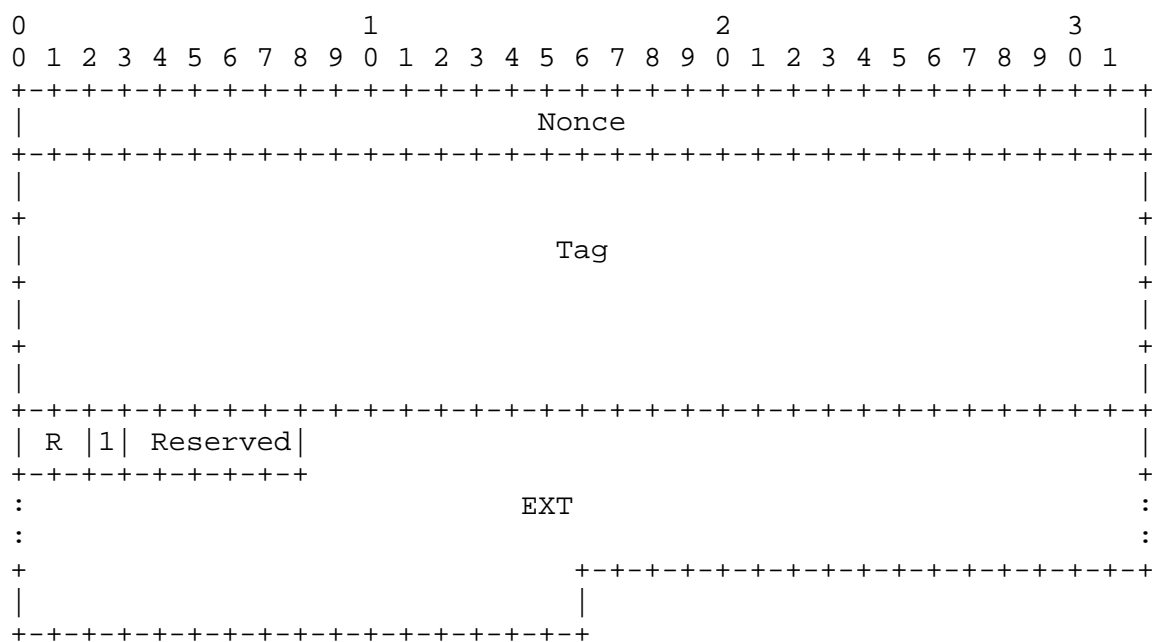 0                   1                   2                   3
0 1 2 3 4 5 6 7 8 9 0 1 2 3 4 5 6 7 8 9 0 1 2 3 4 5 6 7 8 9 0 1
+-+-+-+-+-+-+-+-+-+-+-+-+-+-+-+-+-+-+-+-+-+-+-+-+-+-+-+-+-+-+-+-+
|                             Nonce                             |
+-+-+-+-+-+-+-+-+-+-+-+-+-+-+-+-+-+-+-+-+-+-+-+-+-+-+-+-+-+-+-+-+
|                                                               |
+                                                               +
|                              Tag                              |
+                                                               +
|                                                               |
+                                                               +
|                                                               |
+-+-+-+-+-+-+-+-+-+-+-+-+-+-+-+-+-+-+-+-+-+-+-+-+-+-+-+-+-+-+-+-+
| R |1| Reserved|                                               |
+-+-+-+-+-+-+-+-+                                               +
:                            EXT                                :
:                                                               :
+                               +-+-+-+-+-+-+-+-+-+-+-+-+-+-+-+-+
|                               |
+-+-+-+-+-+-+-+-+-+-+-+-+-+-+-+-+